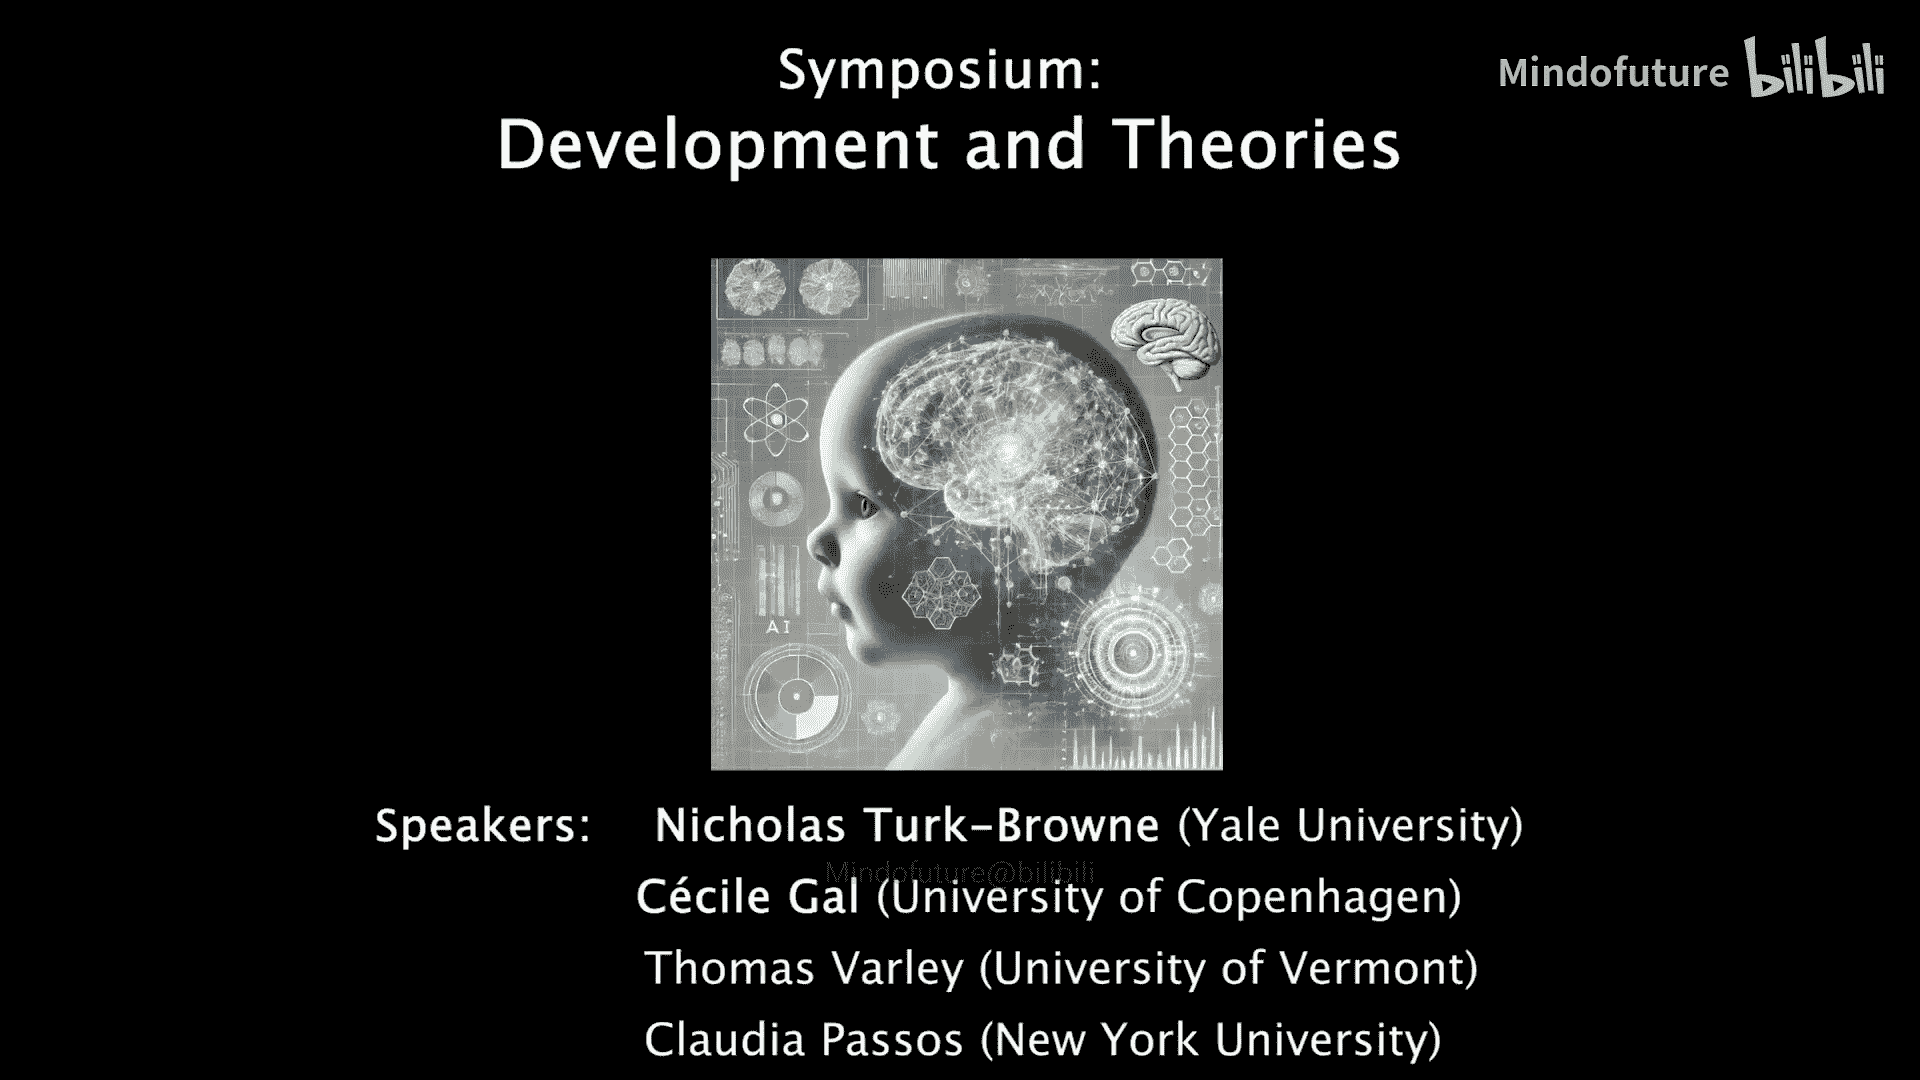 Symposium:
Mindofuture bilibili
Development and Theories
AI
Speakers: Nicholas Turk-Browne (Yale University)
Mindofuture@bilibili
Cécile Gal (University of Copenhagen)
Thomas Varley (University of Vermont)
Claudia Passos (New York University)